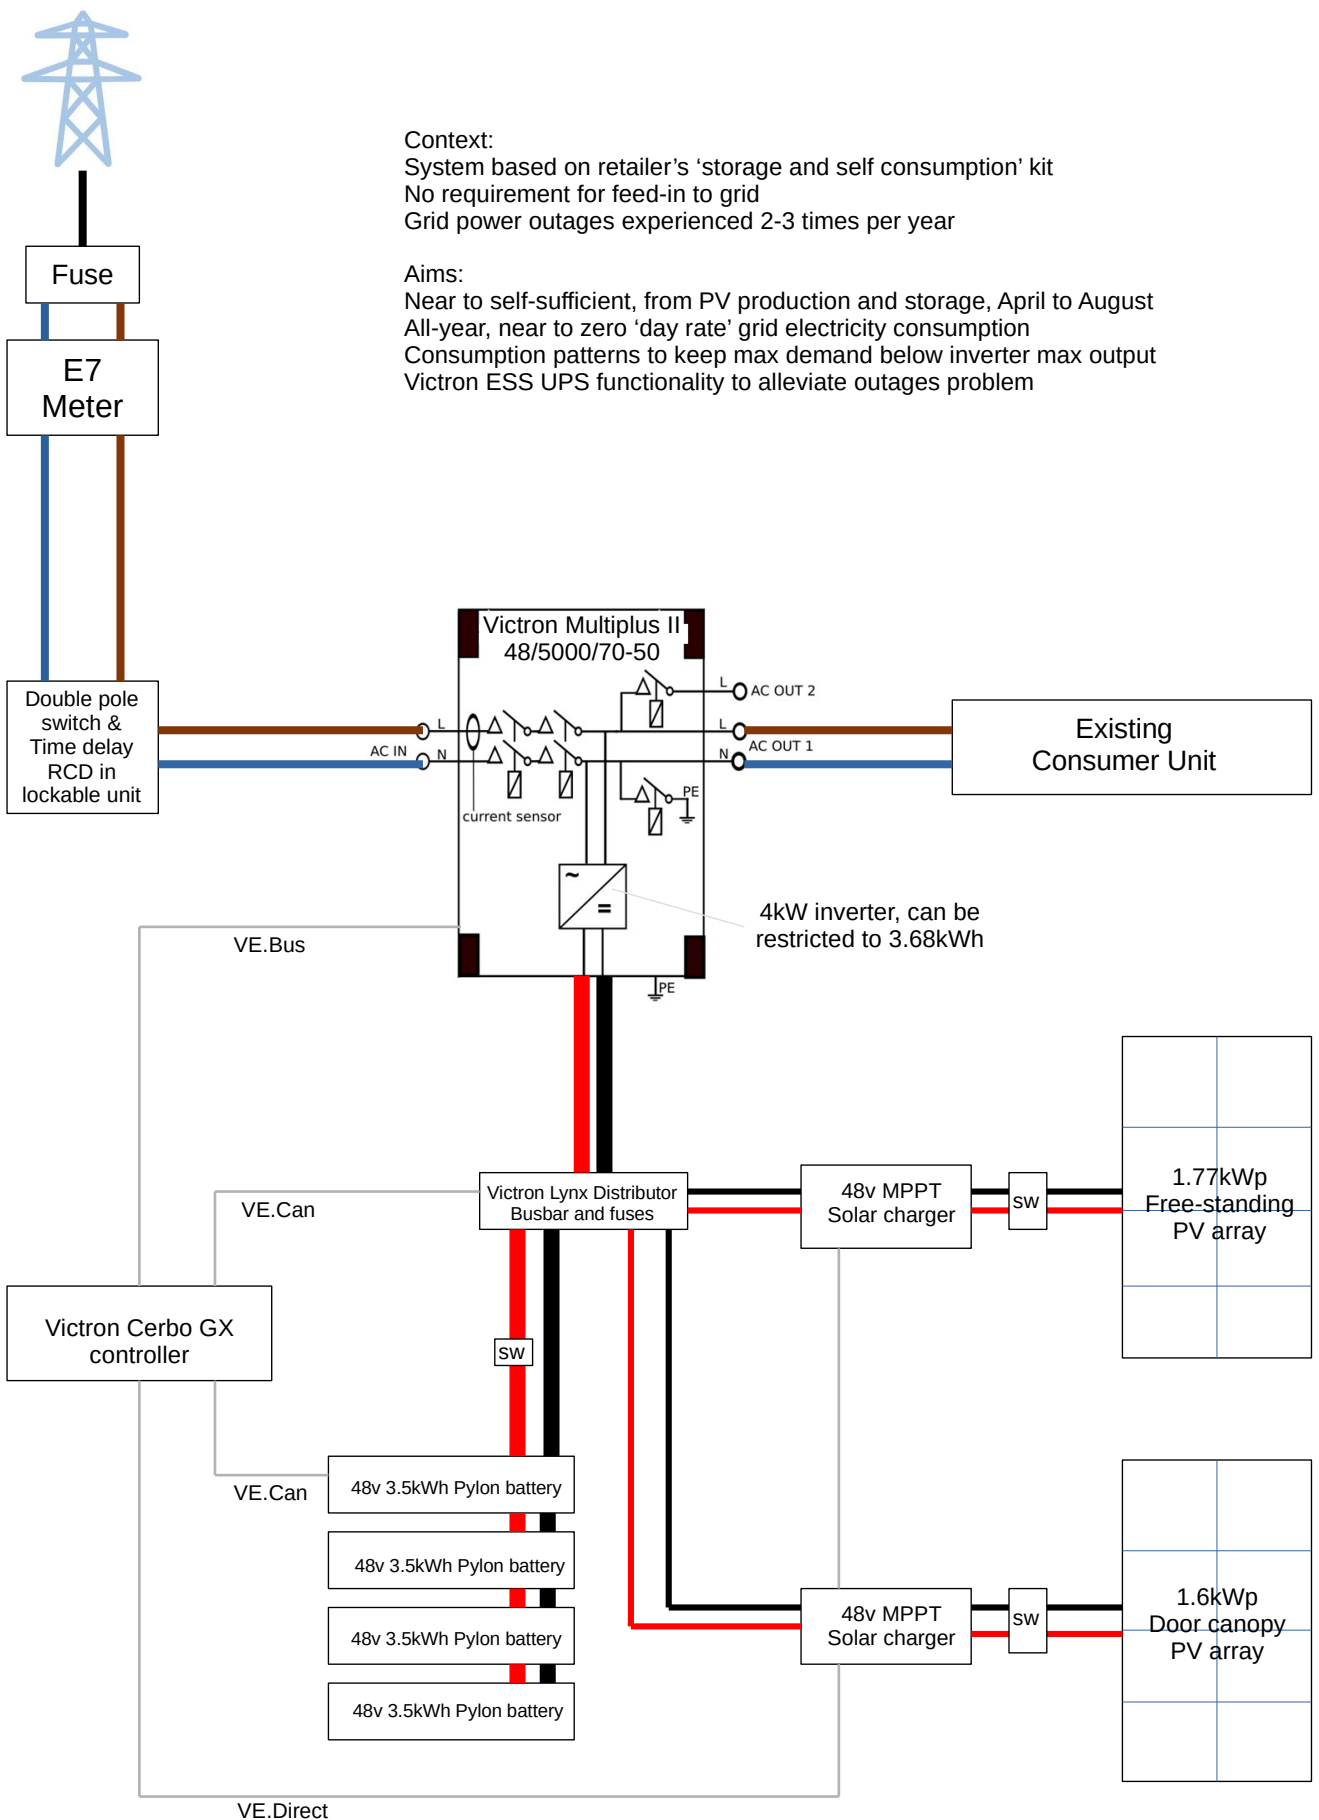 Context:
System based on retailer's ‘storage and self consumption’ kit
No requirement for feed-in to grid
Grid power outages experienced 2-3 times per year
Aims:
Near to self-sufficient, from PV production and storage, April to August
All-year, near to zero ‘day rate’ grid electricity consumption
Consumption patterns to keep max demand below inverter max output
Victron ESS UPS functionality to alleviate outages problem
Fuse
E7
Meter
Double pole
switch &
Time delay
RCD in
lockable unit
Victron Multiplus II
48/5000/70-50
L
AC OUT 2
L
L
AC IN
N
N
AC OUT 1
PE
current sensor
~
=
PE
Existing
Consumer Unit
4kW inverter, can be
restricted to 3.68kWh
VE.Bus
VE.Can
Victron Lynx Distributor
Busbar and fuses
48v MPPT
Solar charger
sw
1.77kWp
Free-standing
PV array
Victron Cerbo GX
controller
sw
VE.Can
48v 3.5kWh Pylon battery
48v 3.5kWh Pylon battery
48v 3.5kWh Pylon battery
48v 3.5kWh Pylon battery
48v MPPT
Solar charger
sw
1.6kWp
Door canopy
PV array
VE.Direct